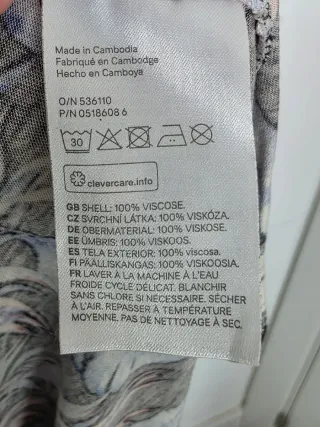 Made in Cambodia
Fabriqué en Cambodge
Hecho en Camboya
O/N 536110
P/N 0518608 6
30
clevercare.info
GB SHELL: 100% VISCOSE.
CZ SVRCHNÍ LÁTKA: 100% VISKÓZA.
DE OBERMATERIAL: 100% VISKOSE.
EE ÜMBRIS: 100% VISKOOS.
ES TELA EXTERIOR: 100% viscosa.
FI PÄÄLLISKANGAS: 100% VISKOOSIA.
FR LAVER À LA MACHINE À L'EAU
FROIDE CYCLE DÉLICAT. BLANCHIR
SANS CHLORE SI NÉCESSAIRE. SÉCHER
À L'AIR. REPASSER À TEMPÉRATURE
MOYENNE. PAS DE NETTOYAGE À SEC.